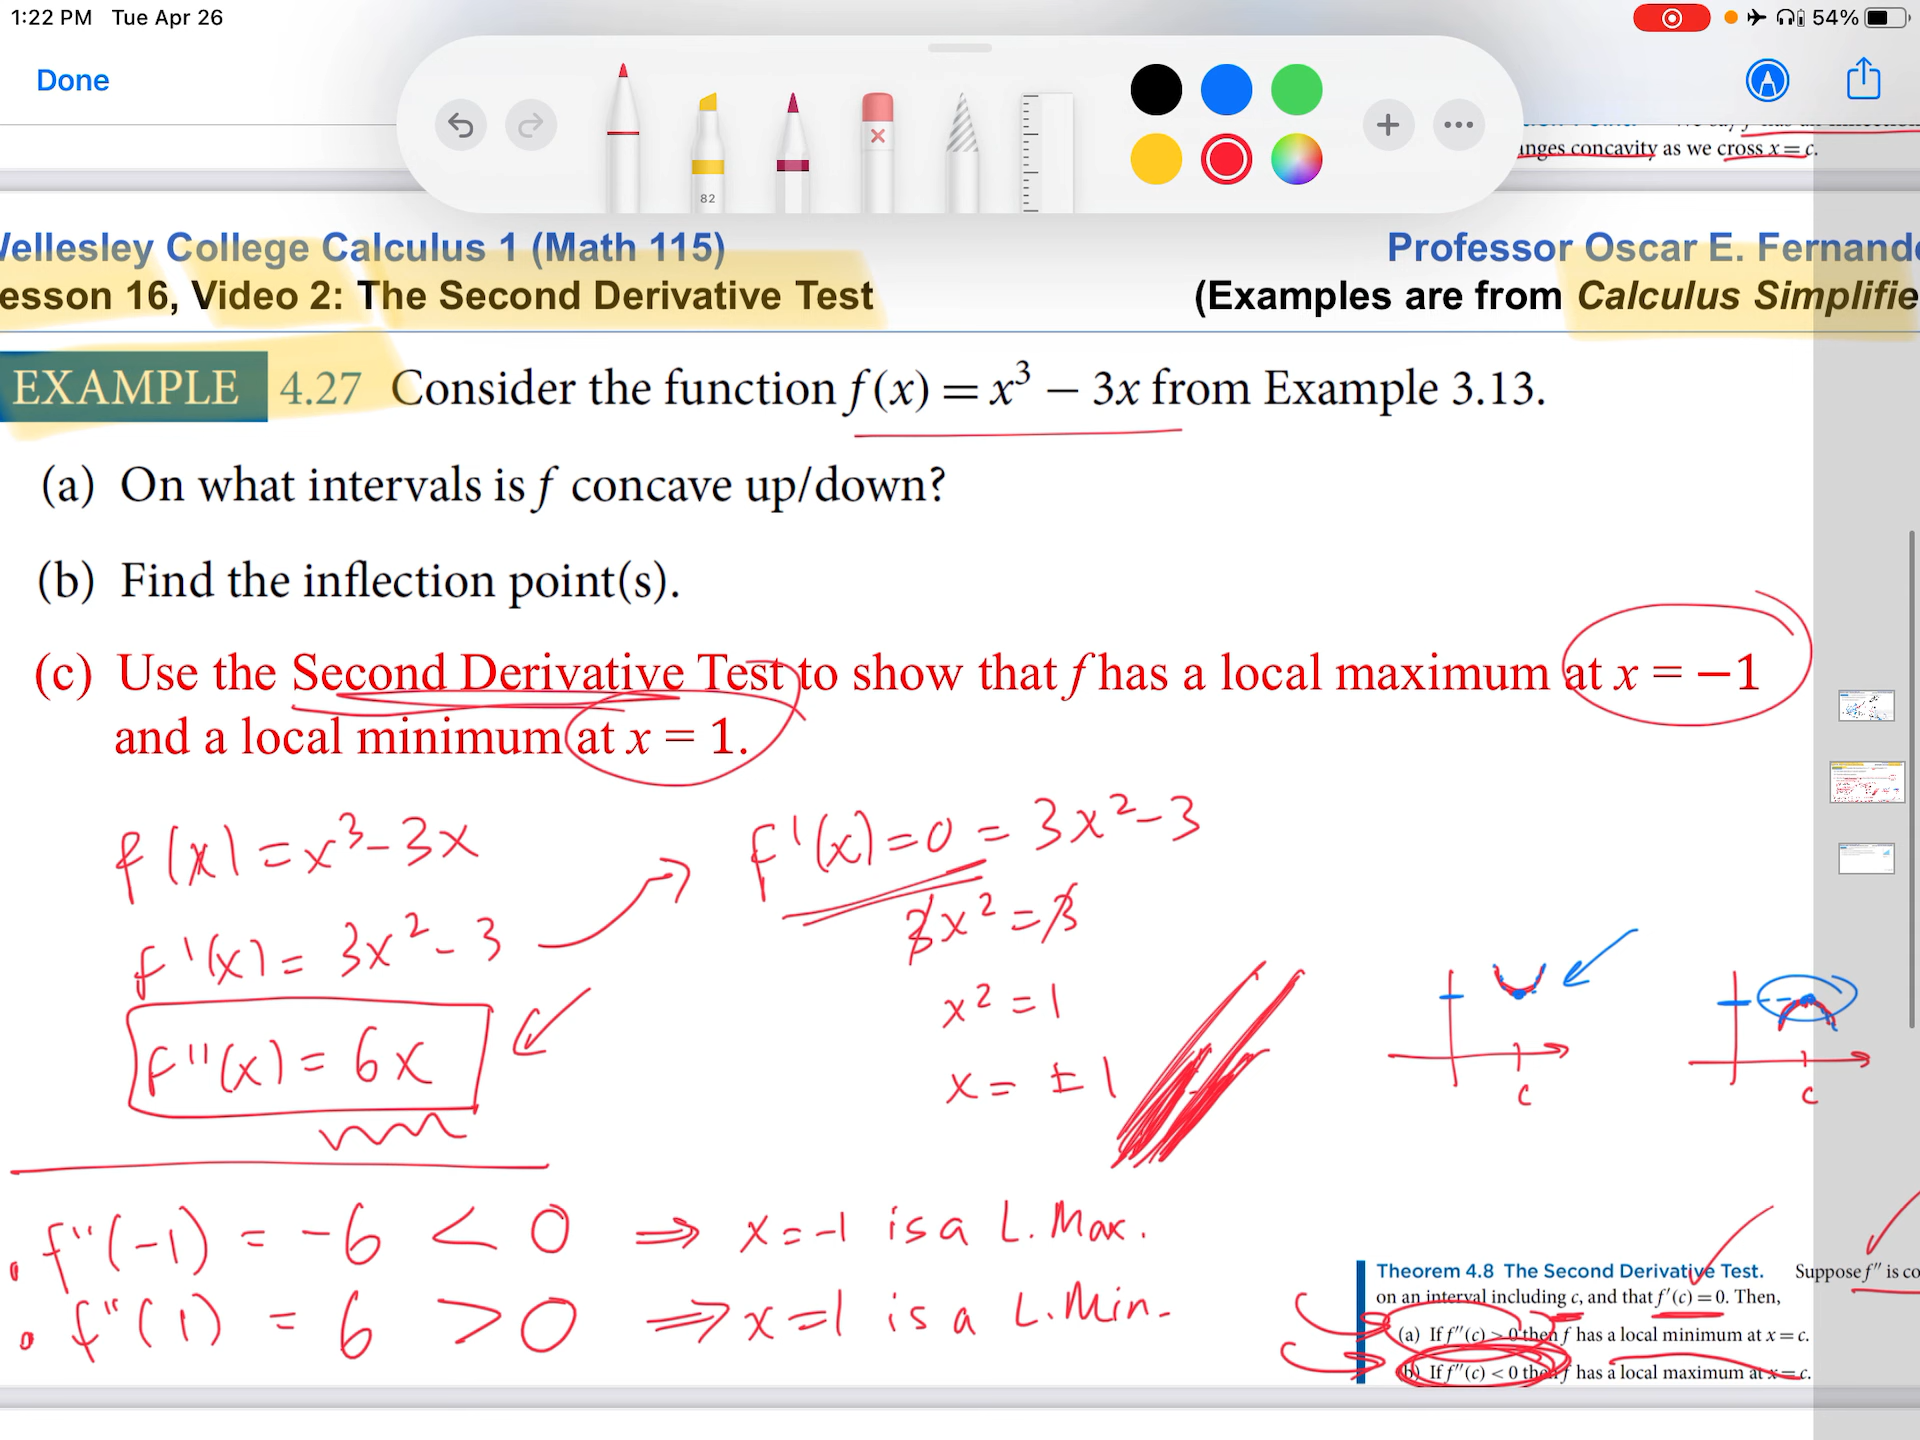 1:22 PM Tue Apr 26
54%
Done
82
inges concavity as we cross x = c.
Vellesley College Calculus 1 (Math 115)
Professor Oscar E. Fernande
esson 16, Video 2: The Second Derivative Test
(Examples are from Calculus Simplifie
EXAMPLE 4.27 Consider the function f(x) = x³ − 3x from Example 3.13.
(a) On what intervals is f concave up/down?
(b) Find the inflection point(s).
(c) Use the Second Derivative Test to show that f has a local maximum at x = −1
and a local minimum at x = 1.
f(x) = x³ - 3x
f'(x) = 3x² - 3
f''(x) = 6x
f'(x) = 0 = 3x² - 3
3x² = 3
x² = 1
x = ±1
c
c
f''(-1) = -6 < 0 ⇒ x = -1 is a L. Max.
f''(1) = 6 > 0 ⇒ x = 1 is a L. Min.
Theorem 4.8 The Second Derivative Test. Suppose f'' is co
on an interval including c, and that f'(c) = 0. Then,
(a) If f''(c) > 0 then f has a local minimum at x = c.
(b) If f''(c) < 0 then f has a local maximum at x = c.